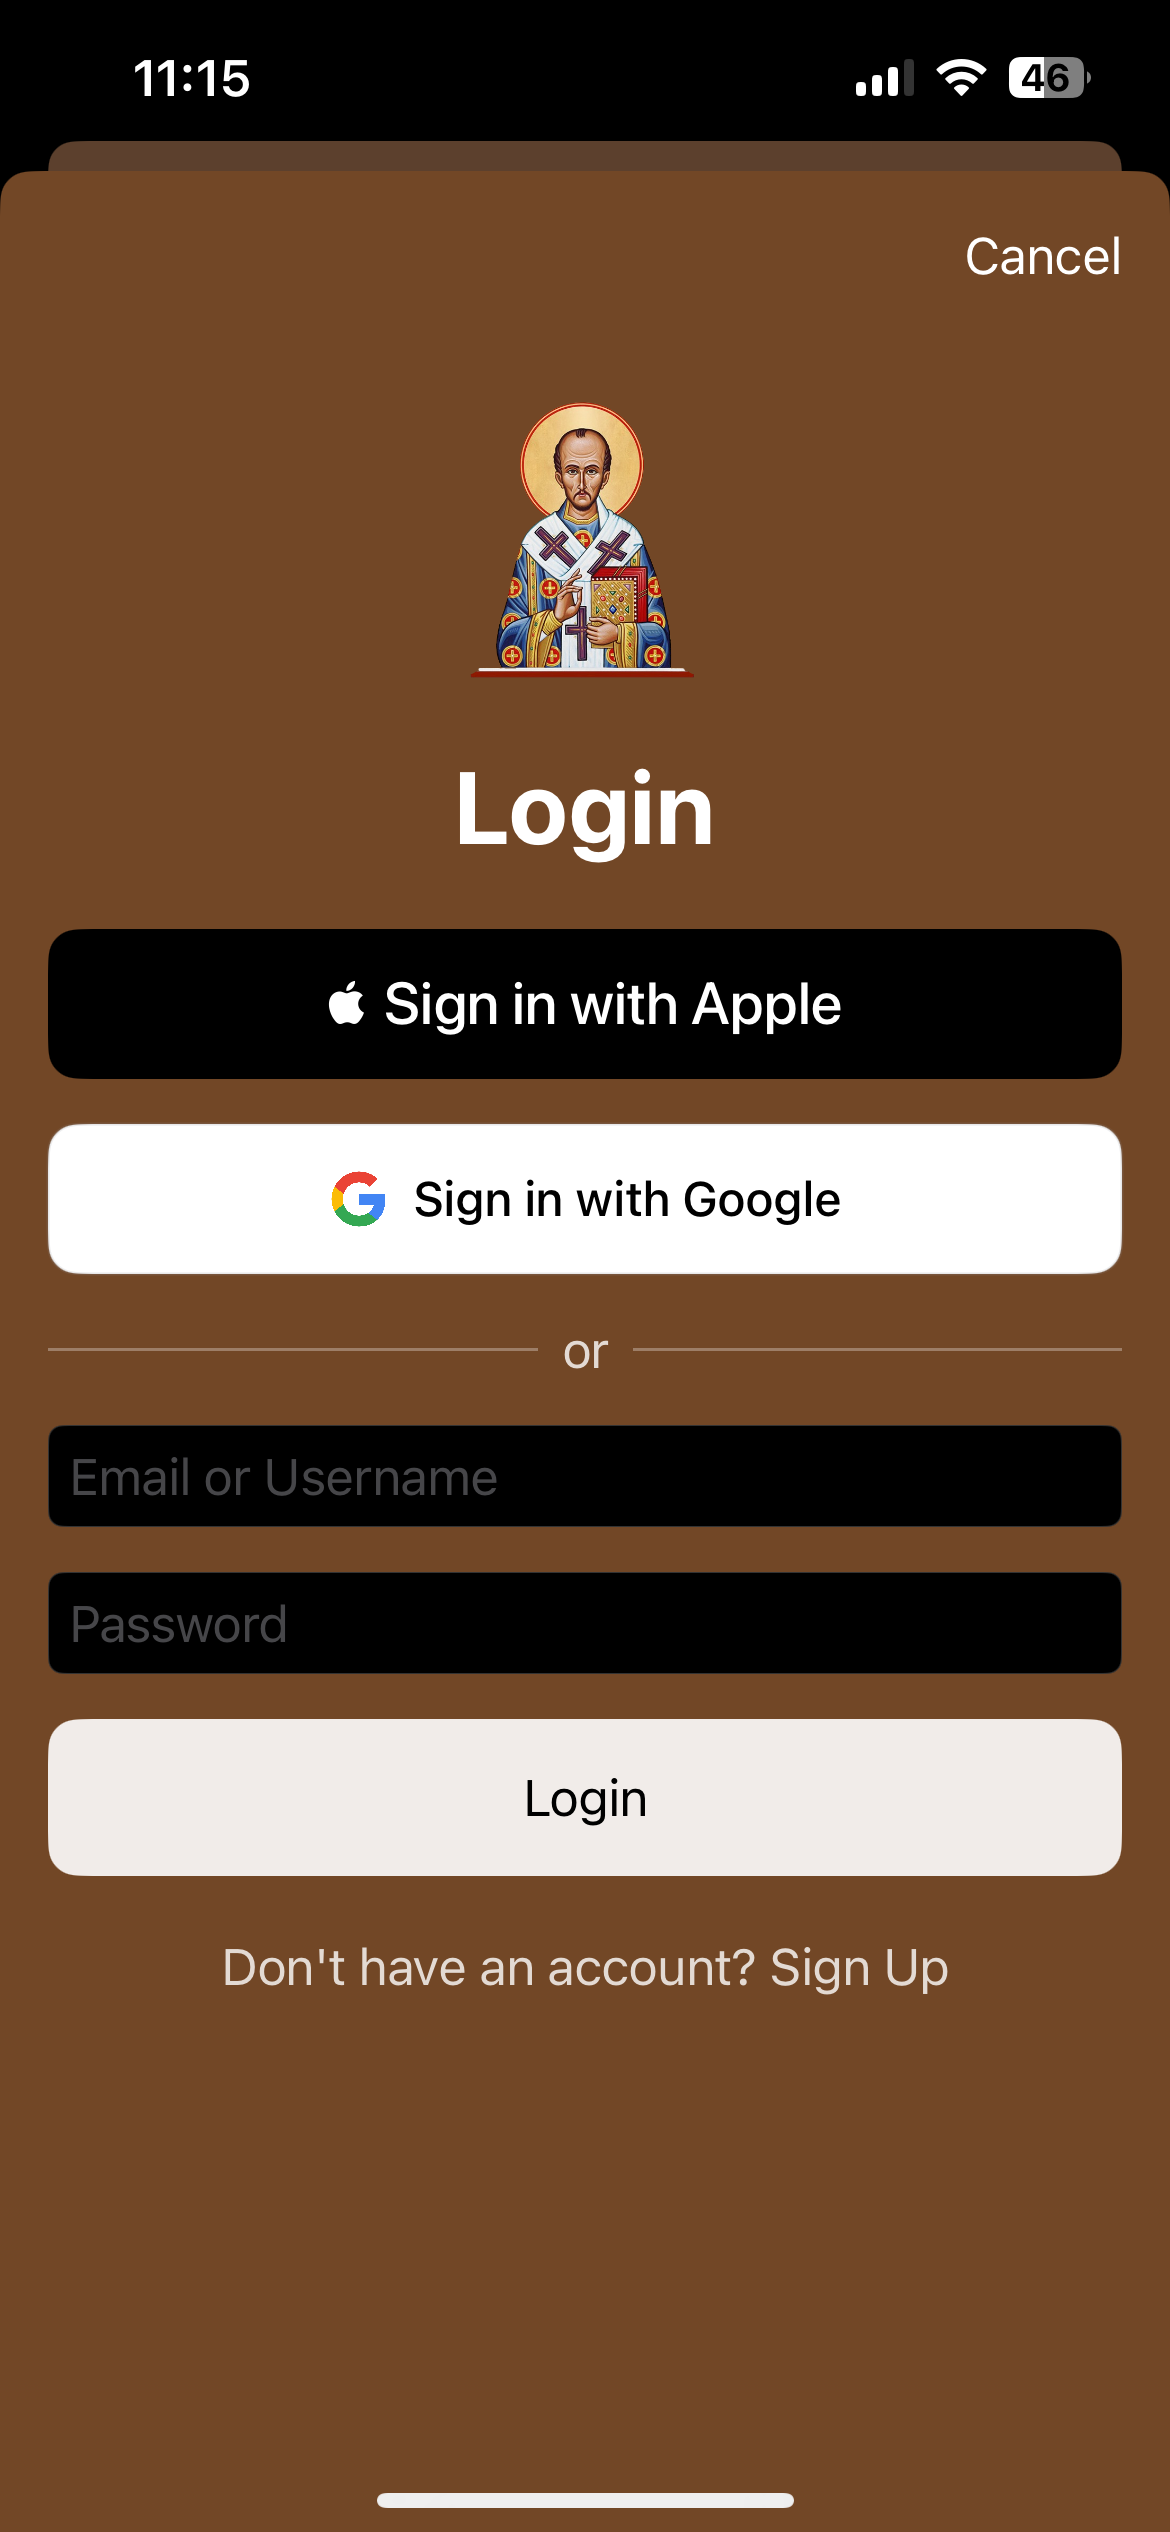 11:15
46
Cancel
Login
Sign in with Apple
Sign in with Google
or
Email or Username
Password
Login
Don't have an account? Sign Up